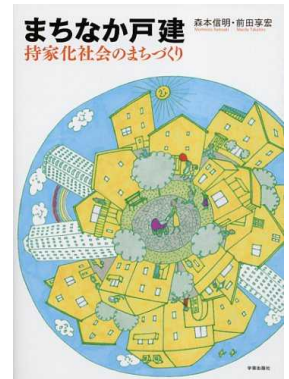 まちなか戸建
森本信明・前田享宏
持家化社会のまちづくり
学芸出版社